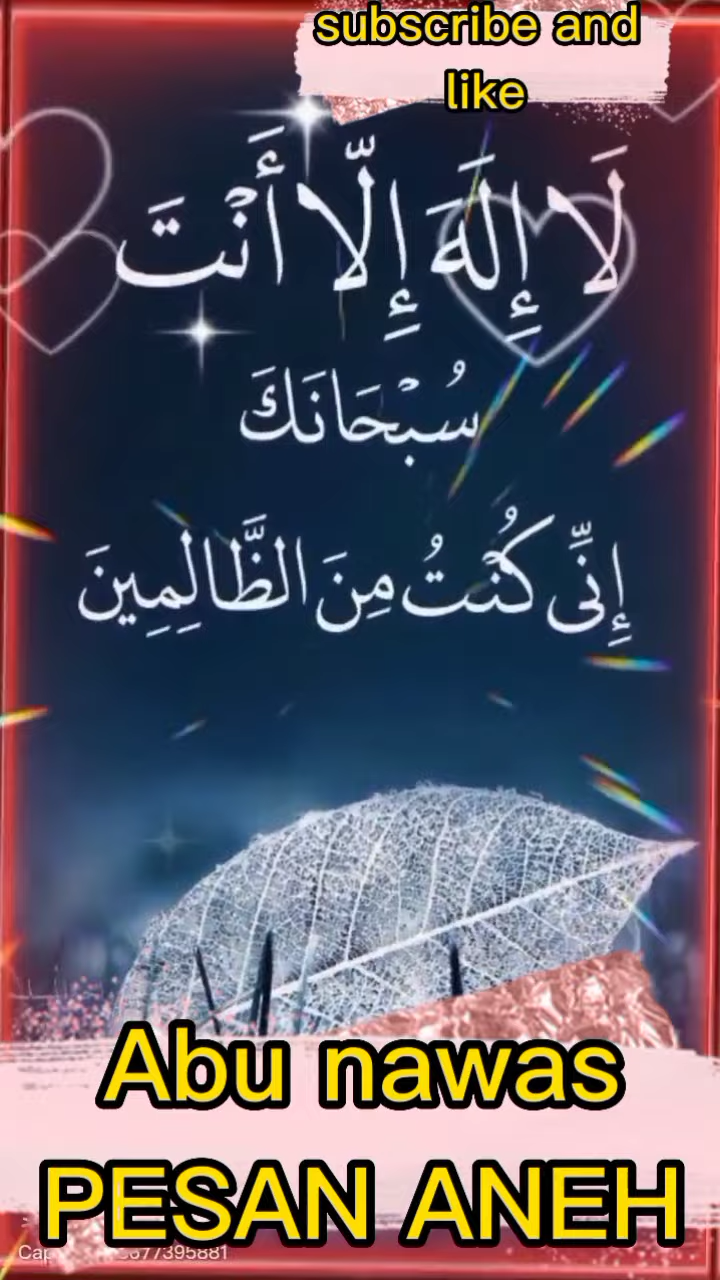 subscribe and
like
لَا إِلَهَ إِلَّا أَنْتَ
سُبْحَانَكَ
إِنِّى كُنْتُ مِنَ الظَّالِمِينَ
Abu nawas
PESAN ANEH